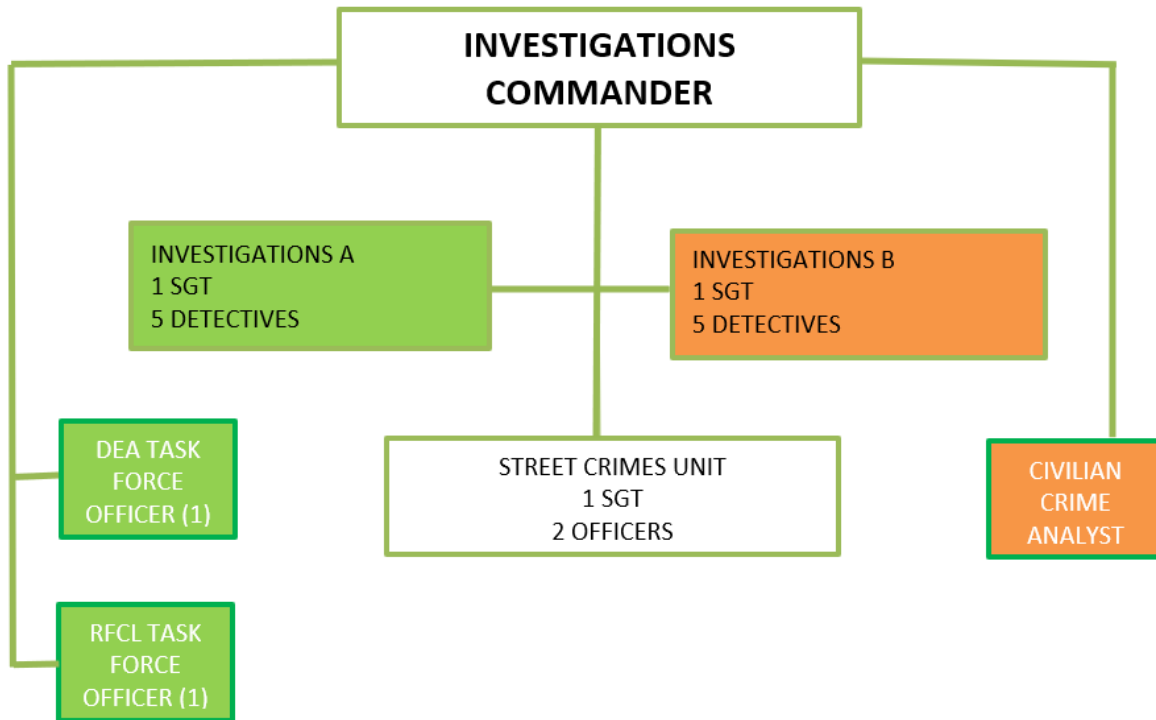 INVESTIGATIONS
COMMANDER
INVESTIGATIONS A
1 SGT
5 DETECTIVES
INVESTIGATIONS B
1 SGT
5 DETECTIVES
DEA TASK
FORCE
OFFICER (1)
STREET CRIMES UNIT
1 SGT
2 OFFICERS
CIVILIAN
CRIME
ANALYST
RFCL TASK
FORCE
OFFICER (1)